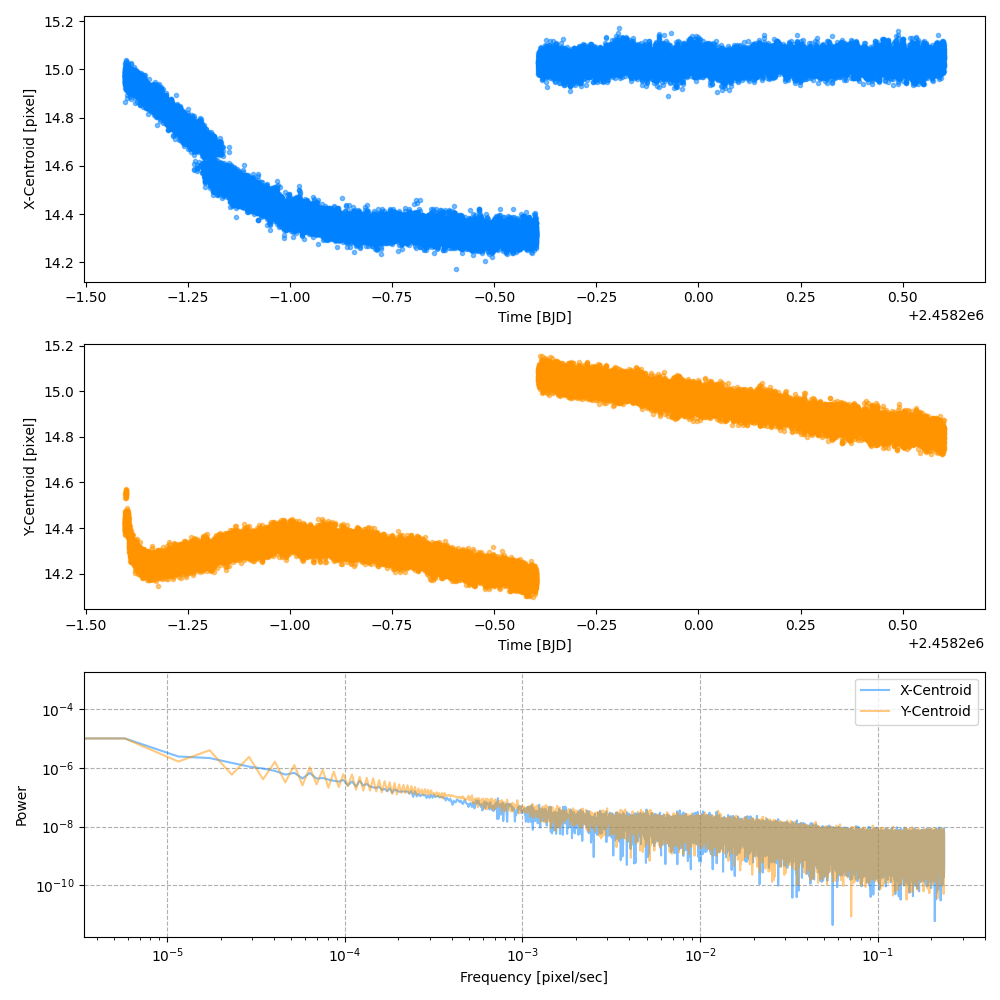 15.2
15.0
14.8
14.6
14.4
14.2
X-Centroid [pixel]
−1.50 −1.25 −1.00 −0.75 −0.50 −0.25 0.00 0.25 0.50
Time [BJD]
+2.4582e6
15.2
15.0
14.8
14.6
14.4
14.2
Y-Centroid [pixel]
−1.50 −1.25 −1.00 −0.75 −0.50 −0.25 0.00 0.25 0.50
Time [BJD]
+2.4582e6
X-Centroid
Y-Centroid
10⁻⁴
10⁻⁶
10⁻⁸
10⁻¹⁰
Power
10⁻⁵ 10⁻⁴ 10⁻³ 10⁻² 10⁻¹
Frequency [pixel/sec]